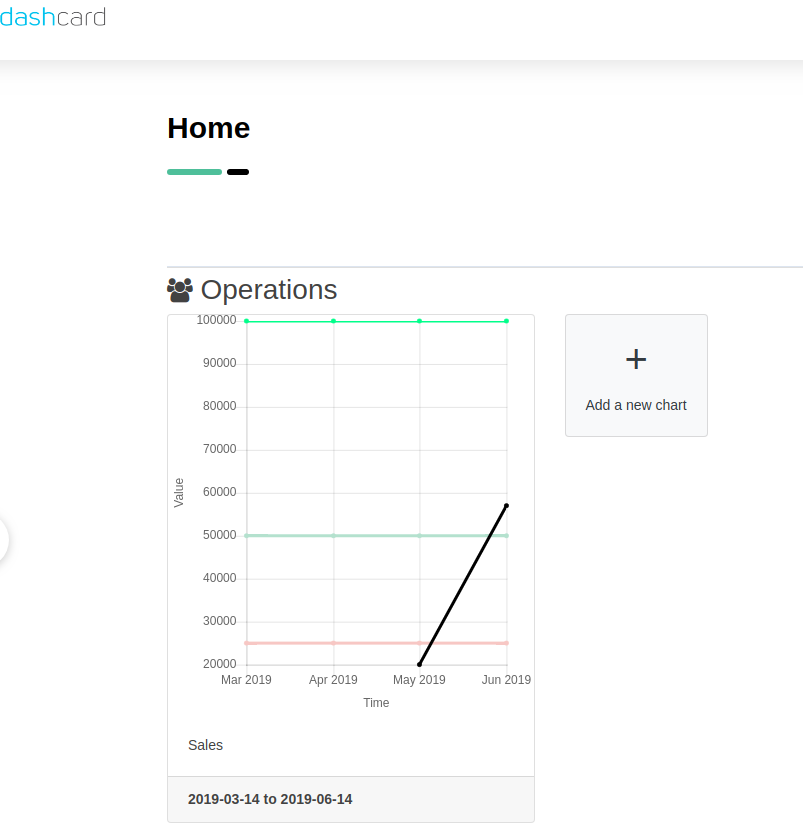 dashcard
Home
Operations
100000
90000
80000
70000
60000
50000
40000
30000
20000
Value
Mar 2019 Apr 2019 May 2019 Jun 2019
Time
Sales
2019-03-14 to 2019-06-14
+
Add a new chart